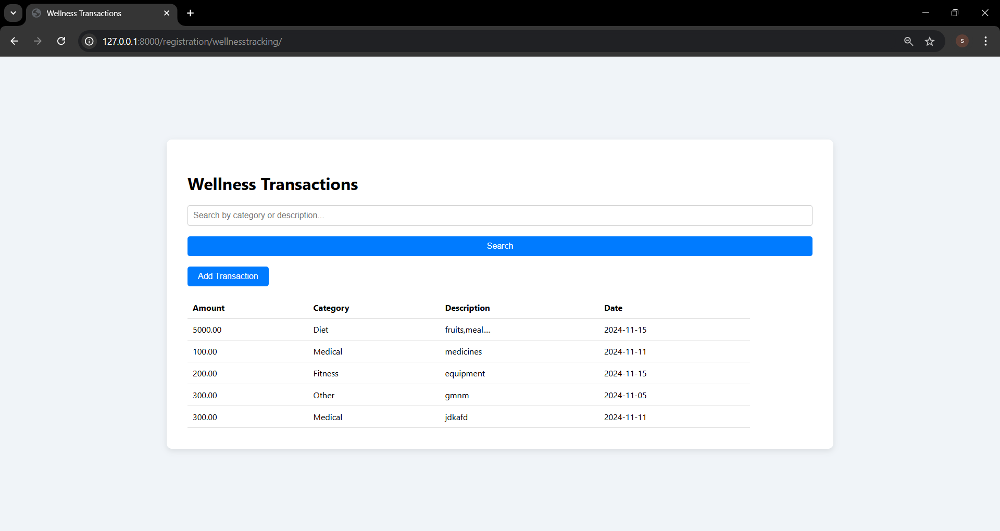 Wellness Transactions
127.0.0.1:8000/registration/wellnesstracking/
S
Wellness Transactions
Search by category or description...
Search
Add Transaction
Amount Category Description Date
5000.00 Diet fruits,meal.... 2024-11-15
100.00 Medical medicines 2024-11-11
200.00 Fitness equipment 2024-11-15
300.00 Other gmnm 2024-11-05
300.00 Medical jdkafd 2024-11-11